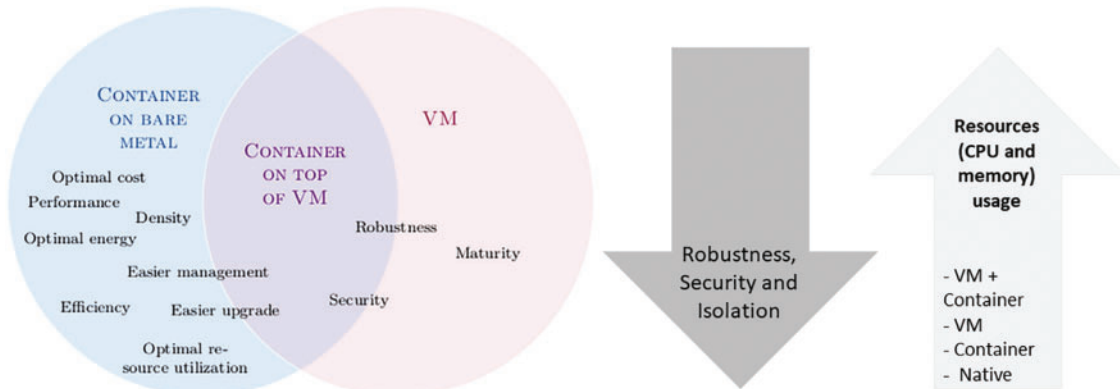 CONTAINER
ON BARE
METAL
Optimal cost
Performance
Density
Optimal energy
Easier management
Efficiency
Easier upgrade
Optimal re-
source utilization
CONTAINER
ON TOP
OF VM
Robustness
Security
VM
Maturity
Robustness,
Security and
Isolation
Resources
(CPU and
memory)
usage
- VM +
Container
- VM
- Container
- Native